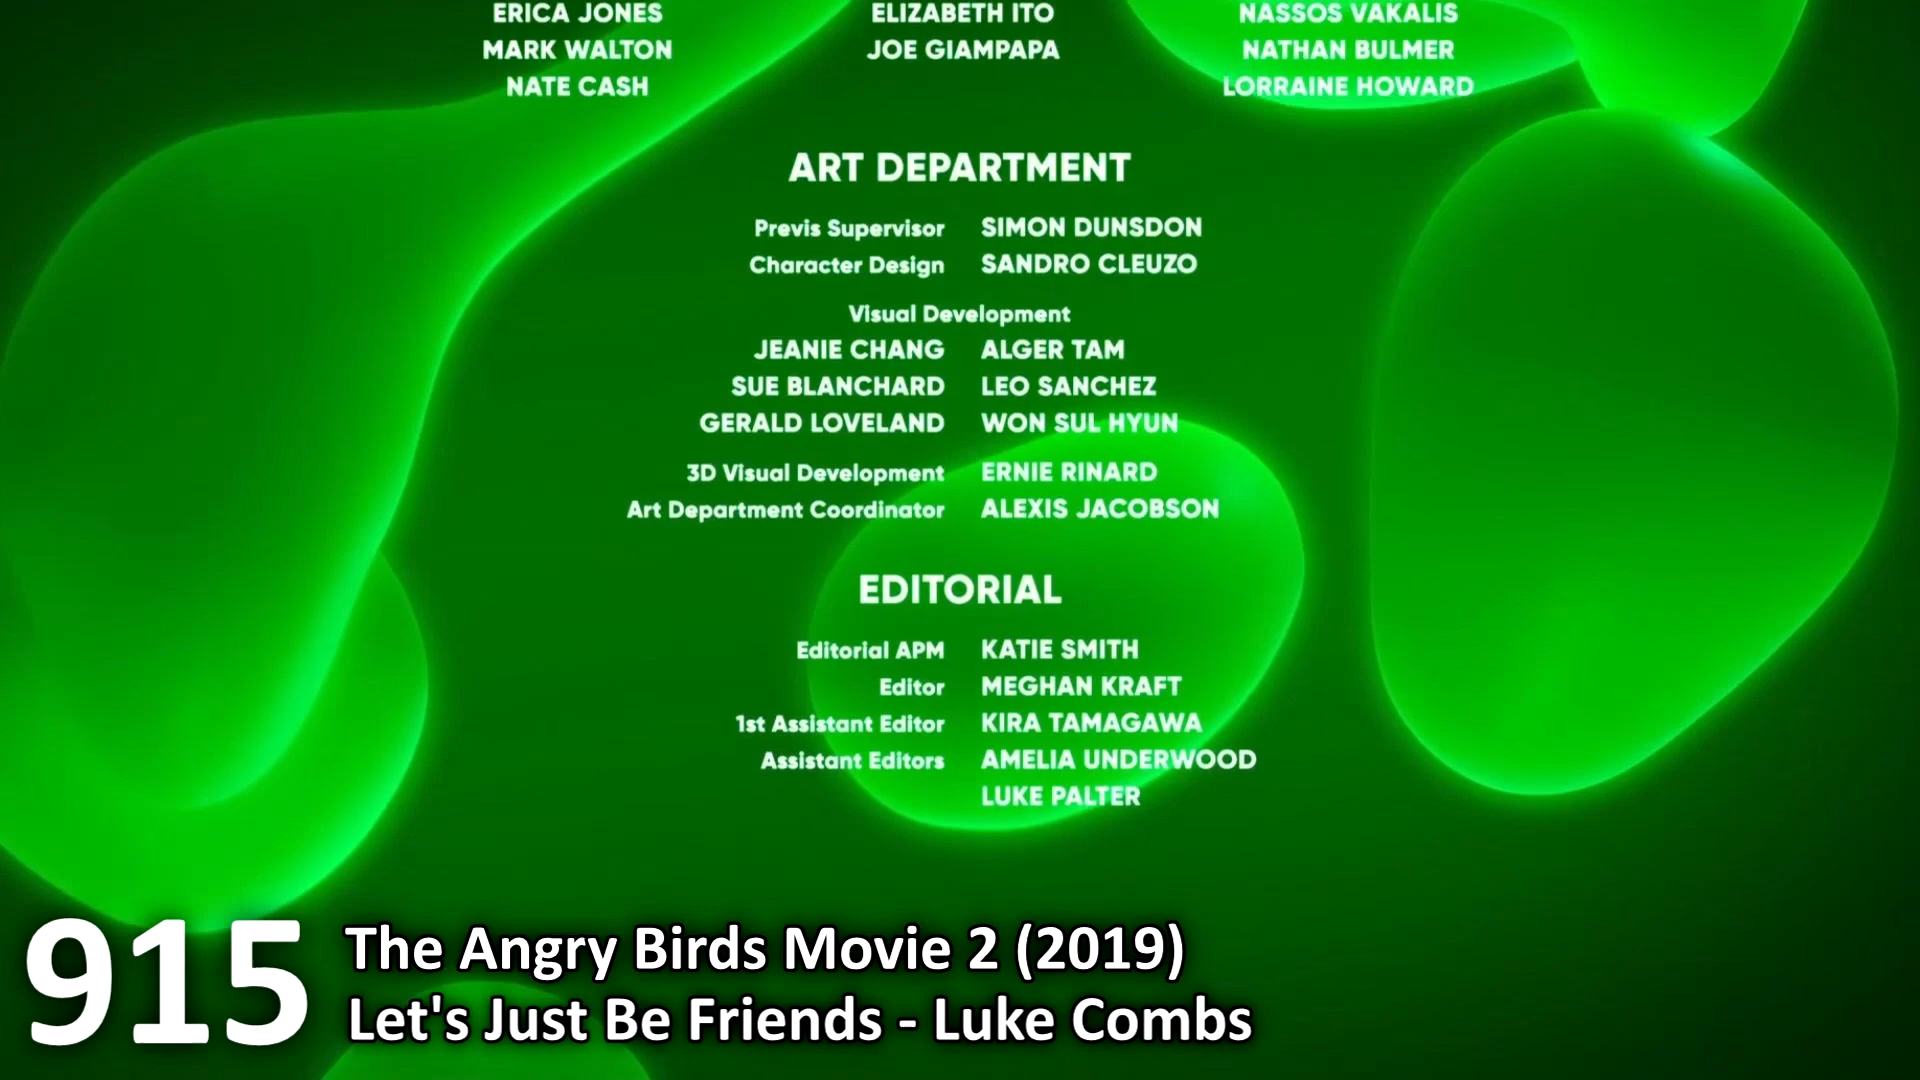 ERICA JONES ELIZABETH ITO NASSOS VAKALIS
MARK WALTON JOE GIAMPAPA NATHAN BULMER
NATE CASH LORRAINE HOWARD
ART DEPARTMENT
Previs Supervisor SIMON DUNSDON
Character Design SANDRO CLEUZO
Visual Development
JEANIE CHANG ALGER TAM
SUE BLANCHARD LEO SANCHEZ
GERALD LOVELAND WON SUL HYUN
3D Visual Development ERNIE RINARD
Art Department Coordinator ALEXIS JACOBSON
EDITORIAL
Editorial APM KATIE SMITH
Editor MEGHAN KRAFT
1st Assistant Editor KIRA TAMAGAWA
Assistant Editors AMELIA UNDERWOOD
LUKE PALTER
915
The Angry Birds Movie 2 (2019)
Let's Just Be Friends - Luke Combs